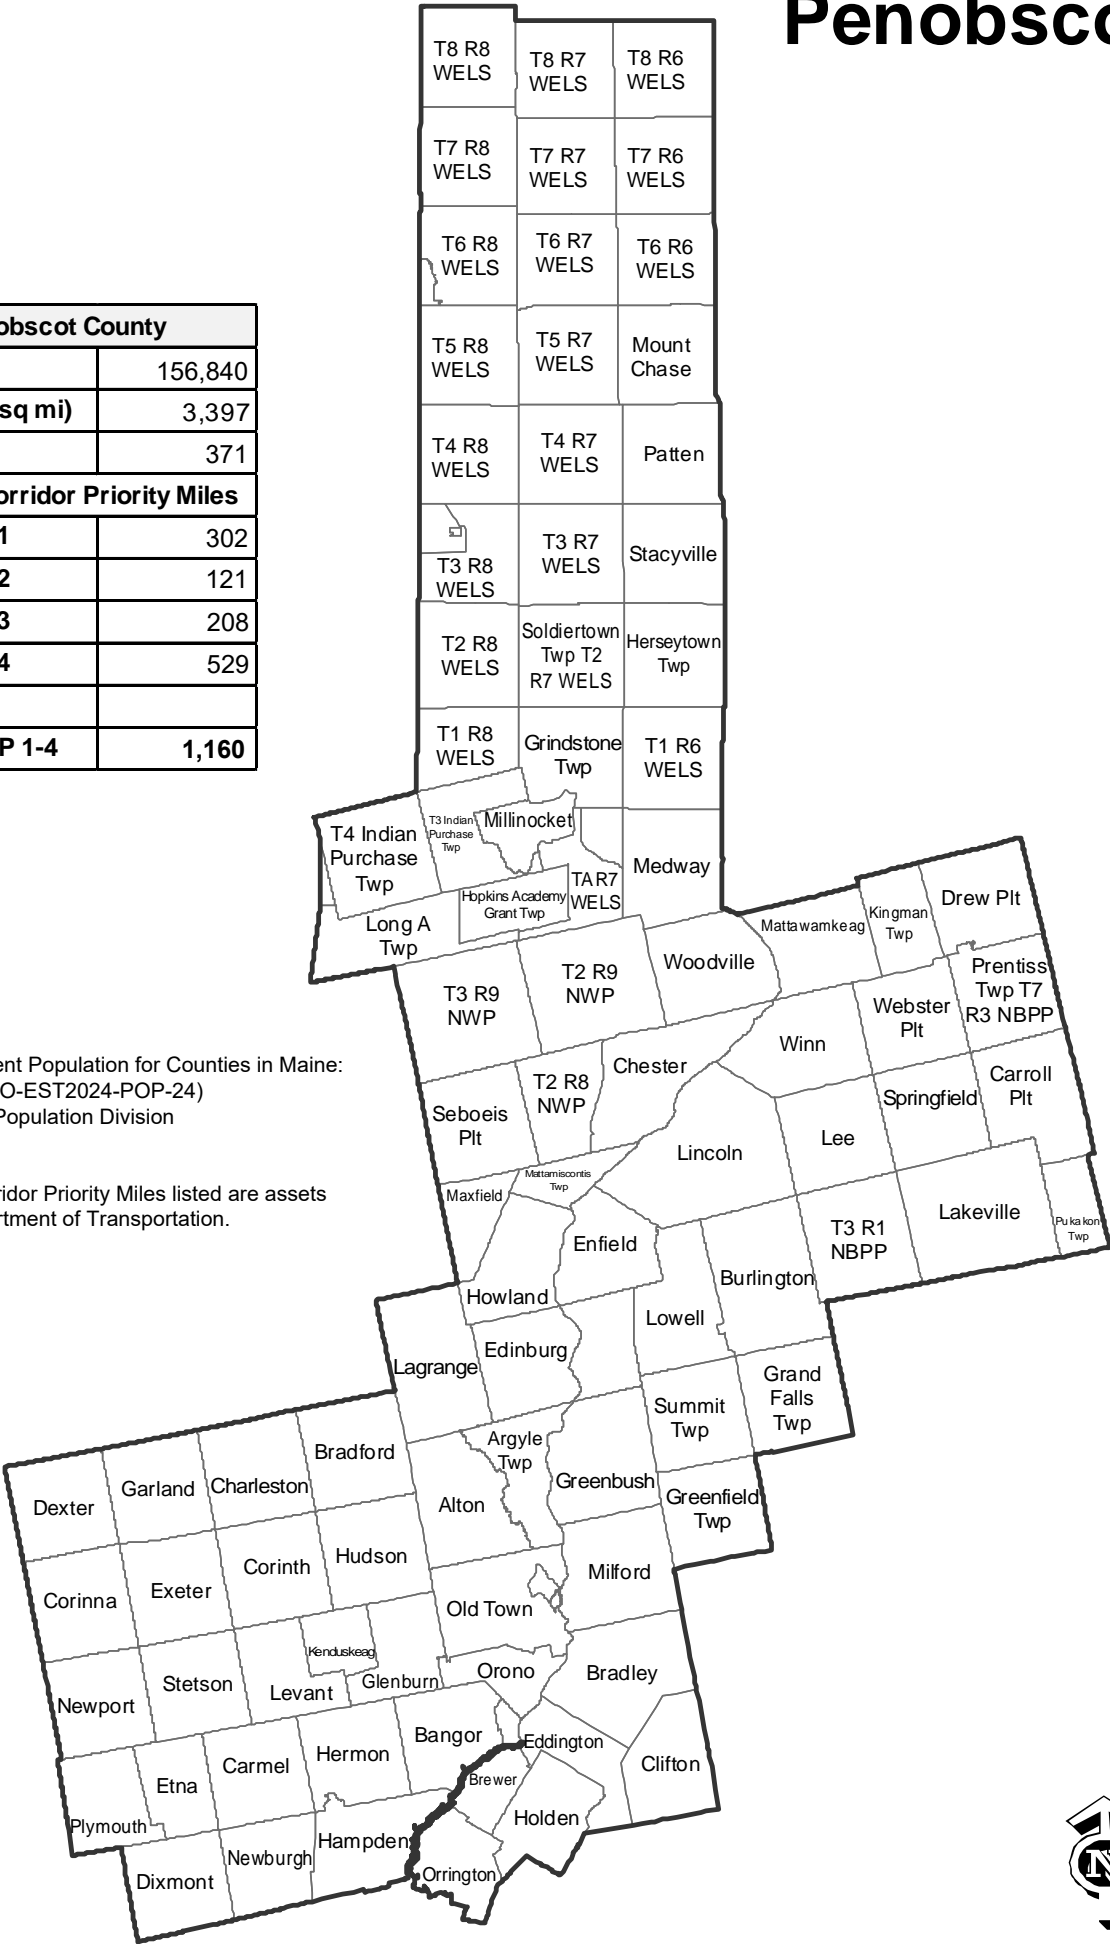 Penobsco
obscot County
156,840
sq mi) 3,397
371
orridor Priority Miles
1 302
2 121
3 208
4 529
P 1-4 1,160
ent Population for Counties in Maine:
O-EST2024-POP-24)
Population Division
ridor Priority Miles listed are assets
rtment of Transportation.
T8 R8
WELS
T8 R7
WELS
T8 R6
WELS
T7 R8
WELS
T7 R7
WELS
T7 R6
WELS
T6 R8
WELS
T6 R7
WELS
T6 R6
WELS
T5 R8
WELS
T5 R7
WELS
Mount
Chase
T4 R8
WELS
T4 R7
WELS
Patten
T3 R8
WELS
T3 R7
WELS
Stacyville
T2 R8
WELS
Soldiertown
Twp T2
R7 WELS
Herseytown
Twp
T1 R8
WELS
Grindstone
Twp
T1 R6
WELS
T4 Indian
Purchase
Twp
T3 Indian
Purchase
Twp
Millinocket
TA R7
WELS
Medway
Hopkins Academy
Grant Twp
Long A
Twp
T3 R9
NWP
T2 R9
NWP
Woodville
Mattawamkeag
Kingman
Twp
Drew Plt
Prentiss
Twp T7
R3 NBPP
Webster
Plt
Winn
Chester
T2 R8
NWP
Seboeis
Plt
Carroll
Plt
Springfield
Lee
Lincoln
Mattamiscontis
Twp
Maxfield
Enfield
Howland
T3 R1
NBPP
Lakeville
Pukakon
Twp
Burlington
Lowell
Edinburg
Lagrange
Grand
Falls
Twp
Summit
Twp
Argyle
Twp
Greenbush
Greenfield
Twp
Alton
Bradford
Charleston
Garland
Dexter
Corinna
Exeter
Corinth
Hudson
Milford
Old Town
Kenduskeag
Glenburn
Orono
Bradley
Levant
Stetson
Newport
Bangor
Eddington
Clifton
Hermon
Carmel
Etna
Plymouth
Brewer
Holden
Hampden
Newburgh
Dixmont
Orrington
N